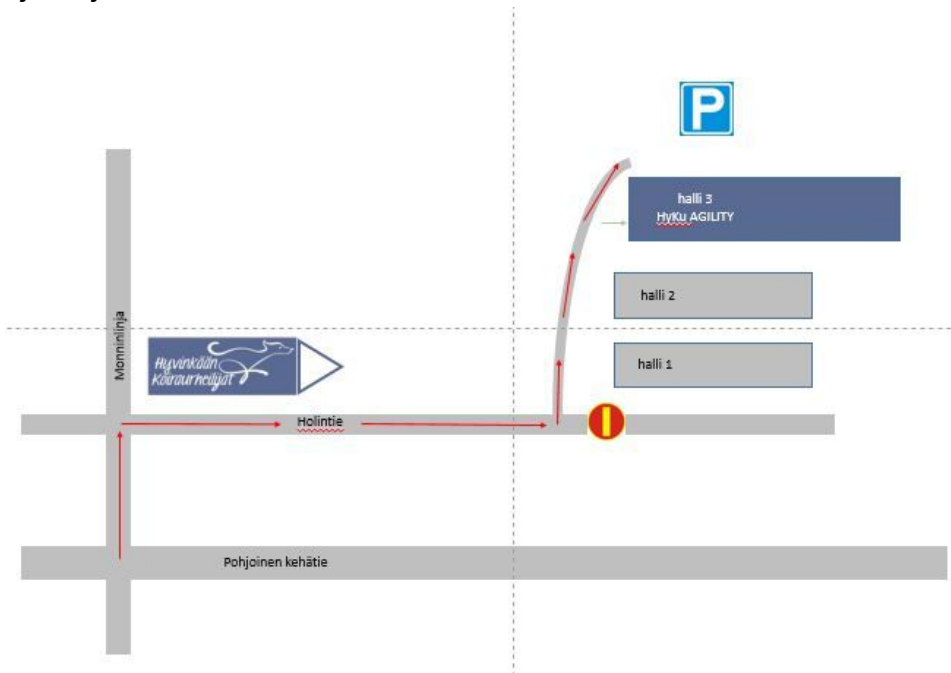 P
halli 3
HyKu AGILITY
halli 2
Monninlinja
Hyvinkään
Koiraurheilijat
halli 1
Holintie
Pohjoinen kehätie